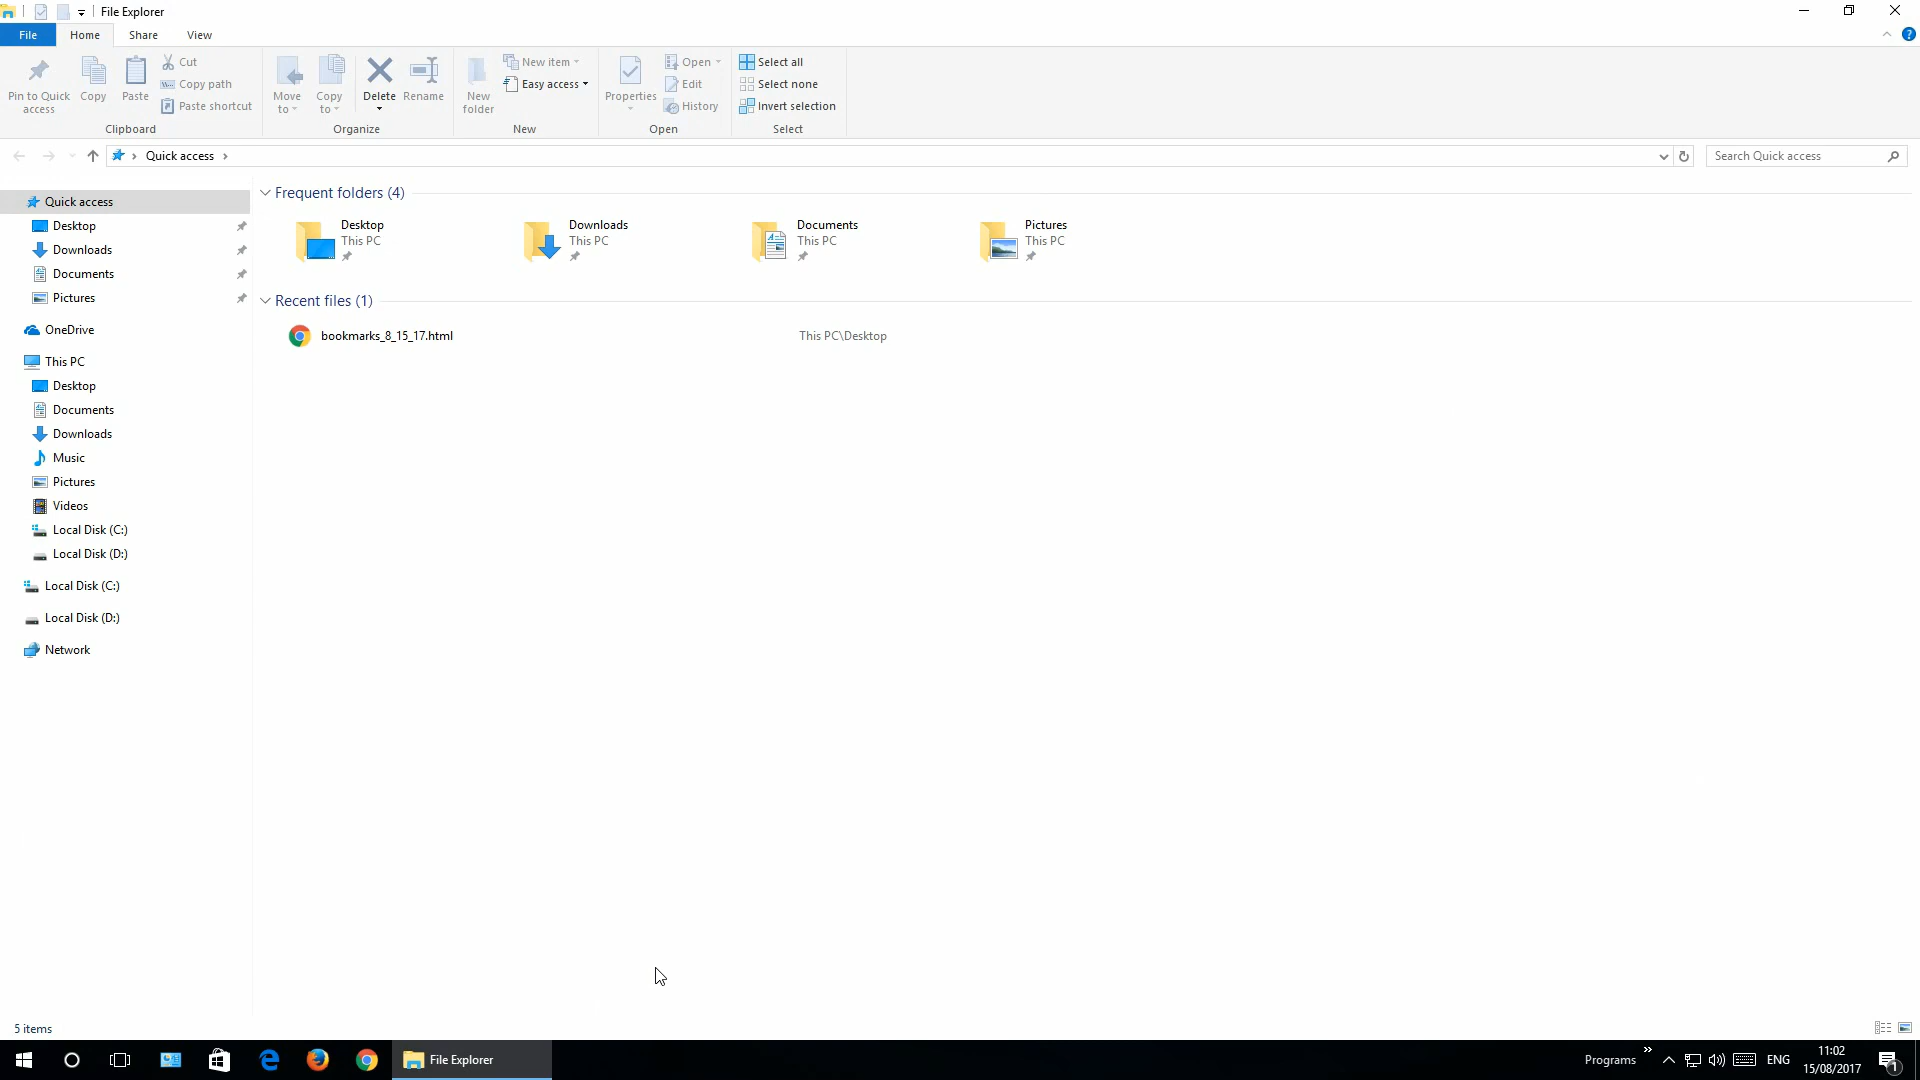 File Explorer
File Home Share View
Pin to Quick access
Copy
Paste
Cut
Copy path
Paste shortcut
Clipboard
Move to
Copy to
Delete
Rename
Organize
New folder
New item
Easy access
New
Properties
Open
Edit
History
Open
Select all
Select none
Invert selection
Select
Quick access
Search Quick access
Quick access
Desktop
Downloads
Documents
Pictures
OneDrive
This PC
Desktop
Documents
Downloads
Music
Pictures
Videos
Local Disk (C:)
Local Disk (D:)
Local Disk (C:)
Local Disk (D:)
Network
Frequent folders (4)
Desktop
This PC
Downloads
This PC
Documents
This PC
Pictures
This PC
Recent files (1)
bookmarks_8_15_17.html This PC\Desktop
5 items
File Explorer
Programs
ENG
11:02
15/08/2017
1